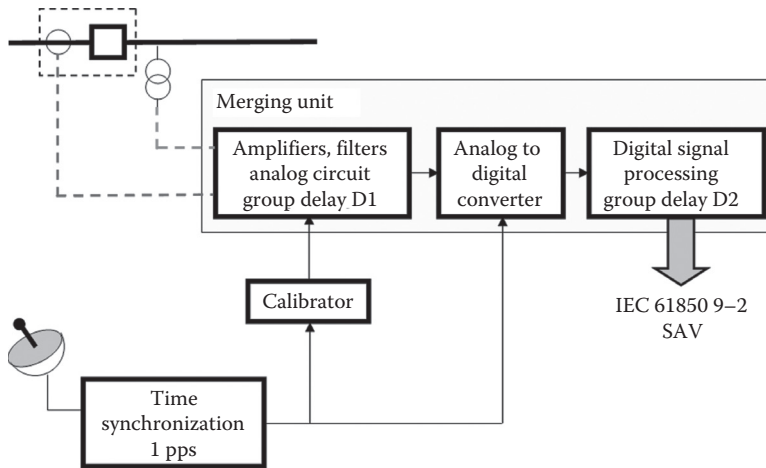 Merging unit
Amplifiers, filters
analog circuit
group delay D1
Analog to
digital
converter
Digital signal
processing
group delay D2
Calibrator
IEC 61850 9–2
SAV
Time
synchronization
1 pps